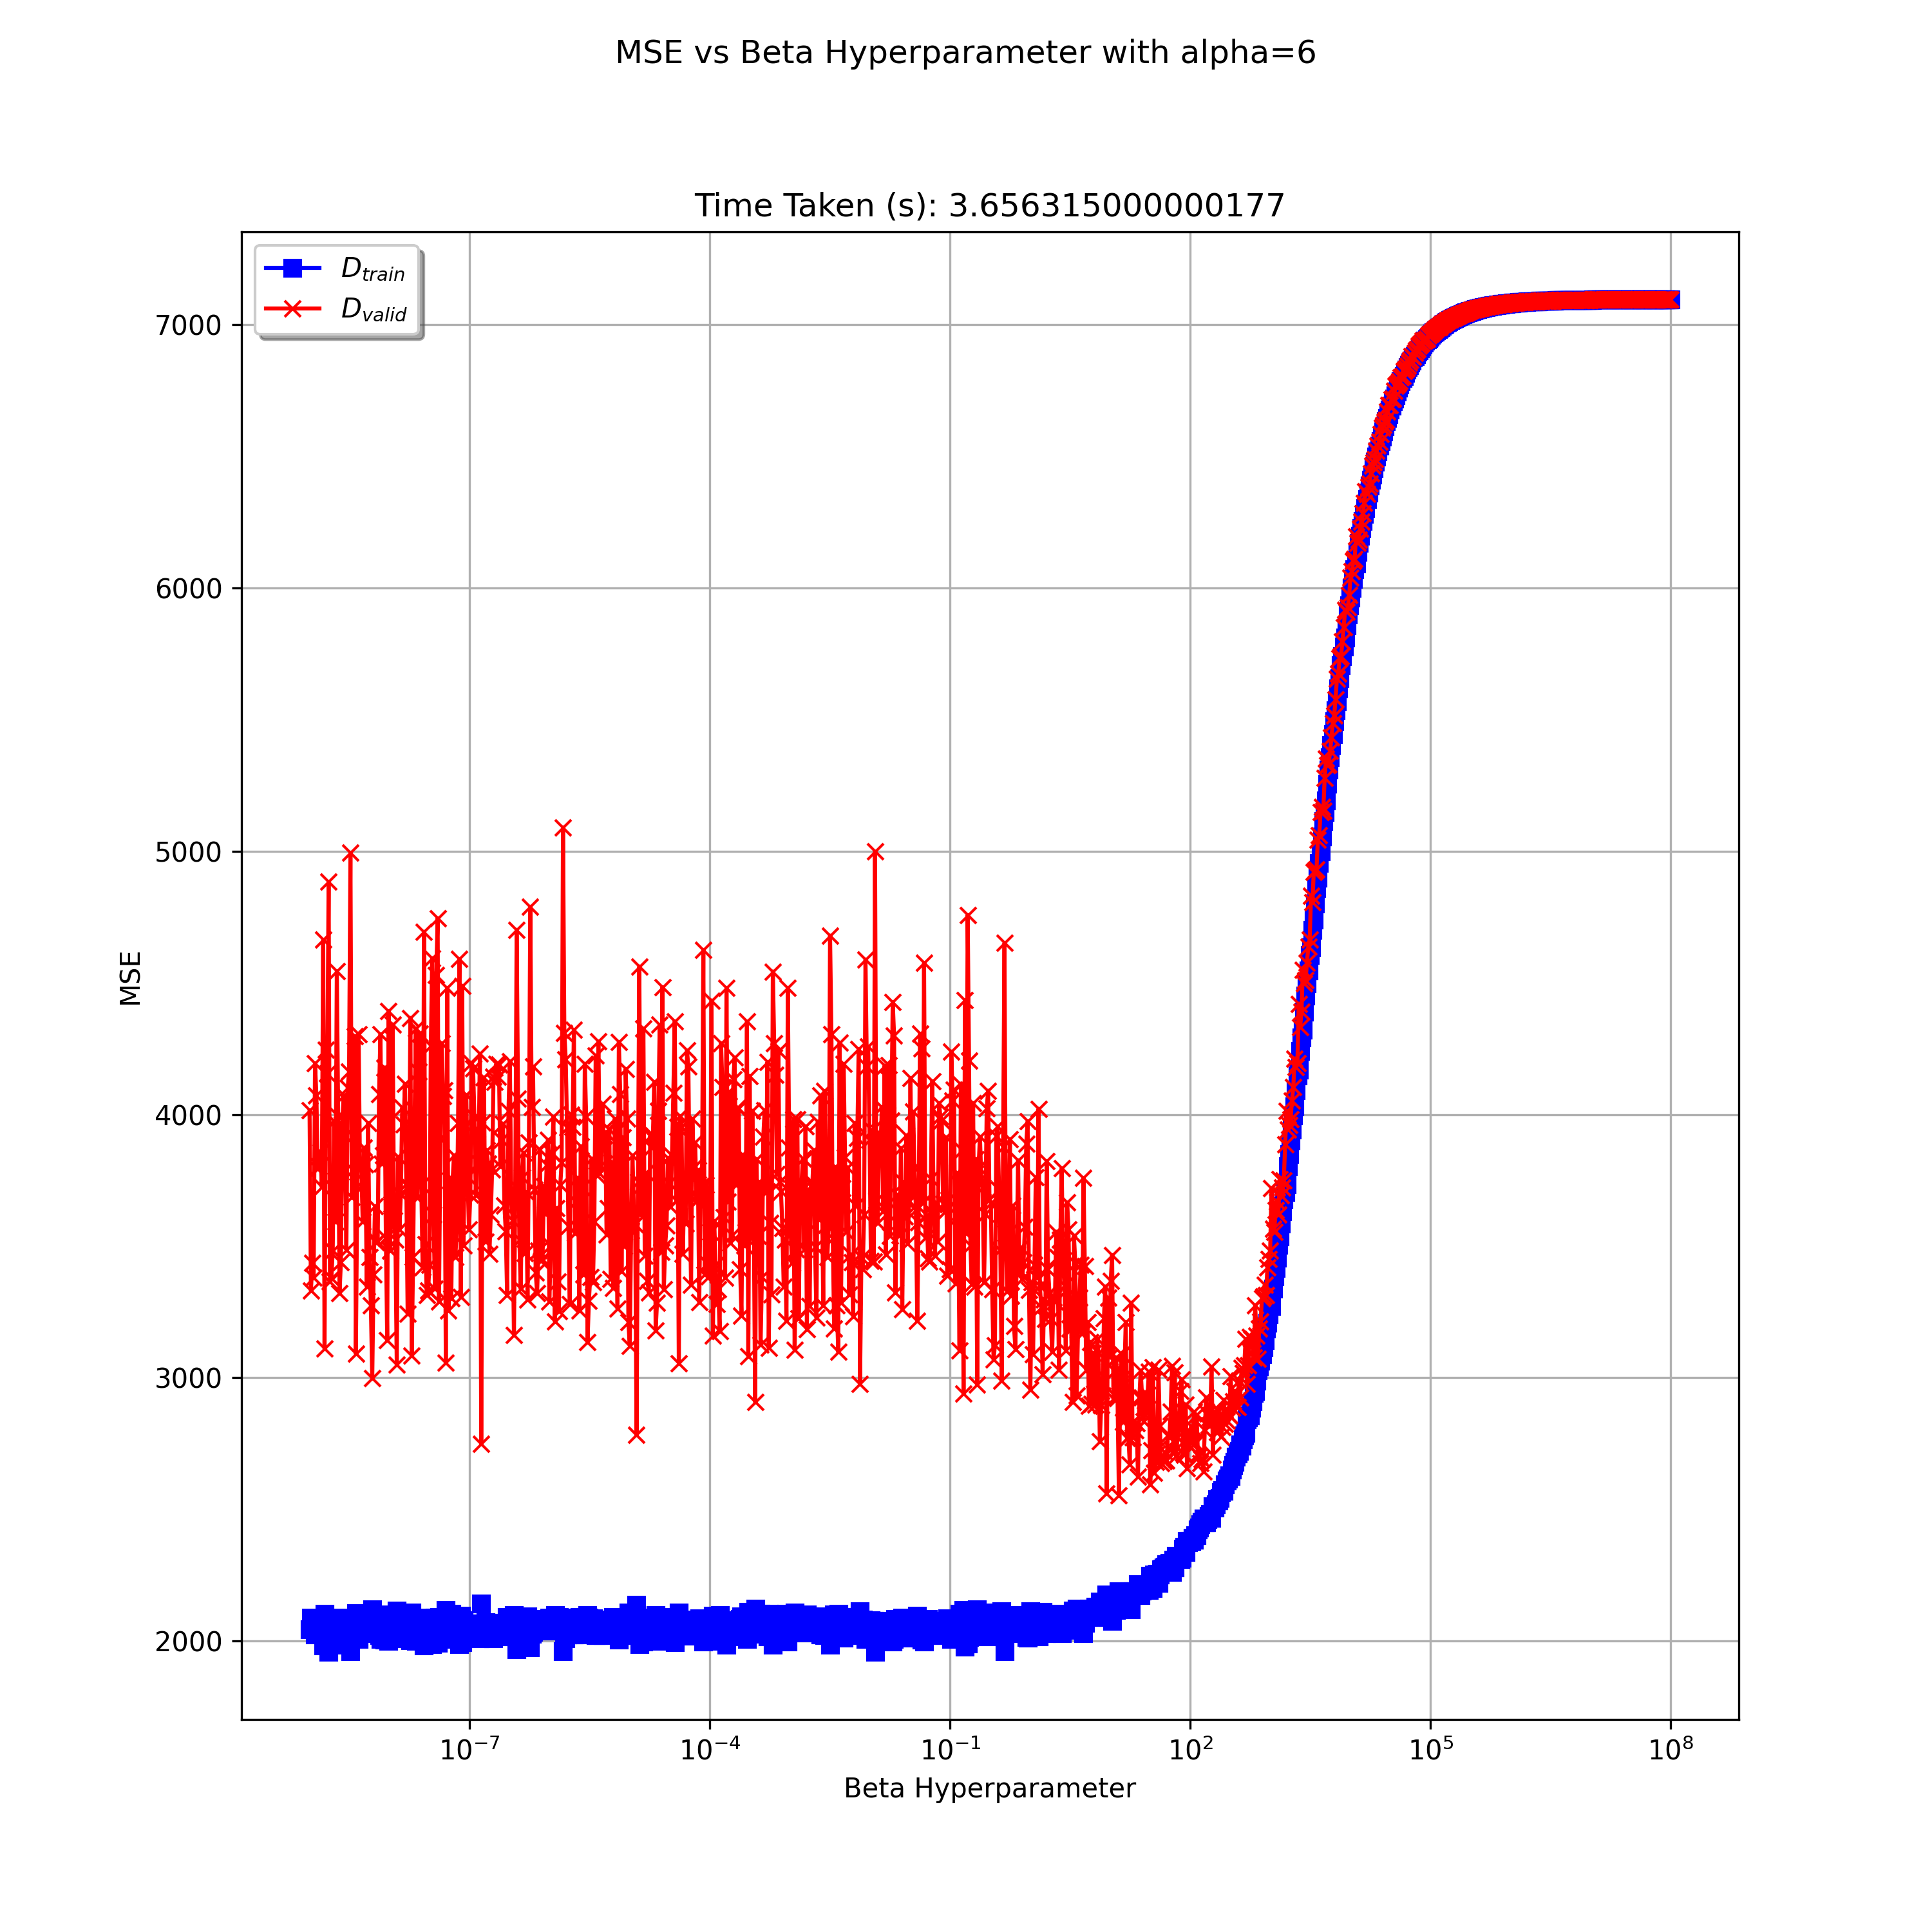 MSE vs Beta Hyperparameter with alpha=6
Time Taken (s): 3.656315000000177
D_train
D_valid
7000
6000
5000
4000
3000
2000
MSE
10^-7 10^-4 10^-1 10^2 10^5 10^8
Beta Hyperparameter